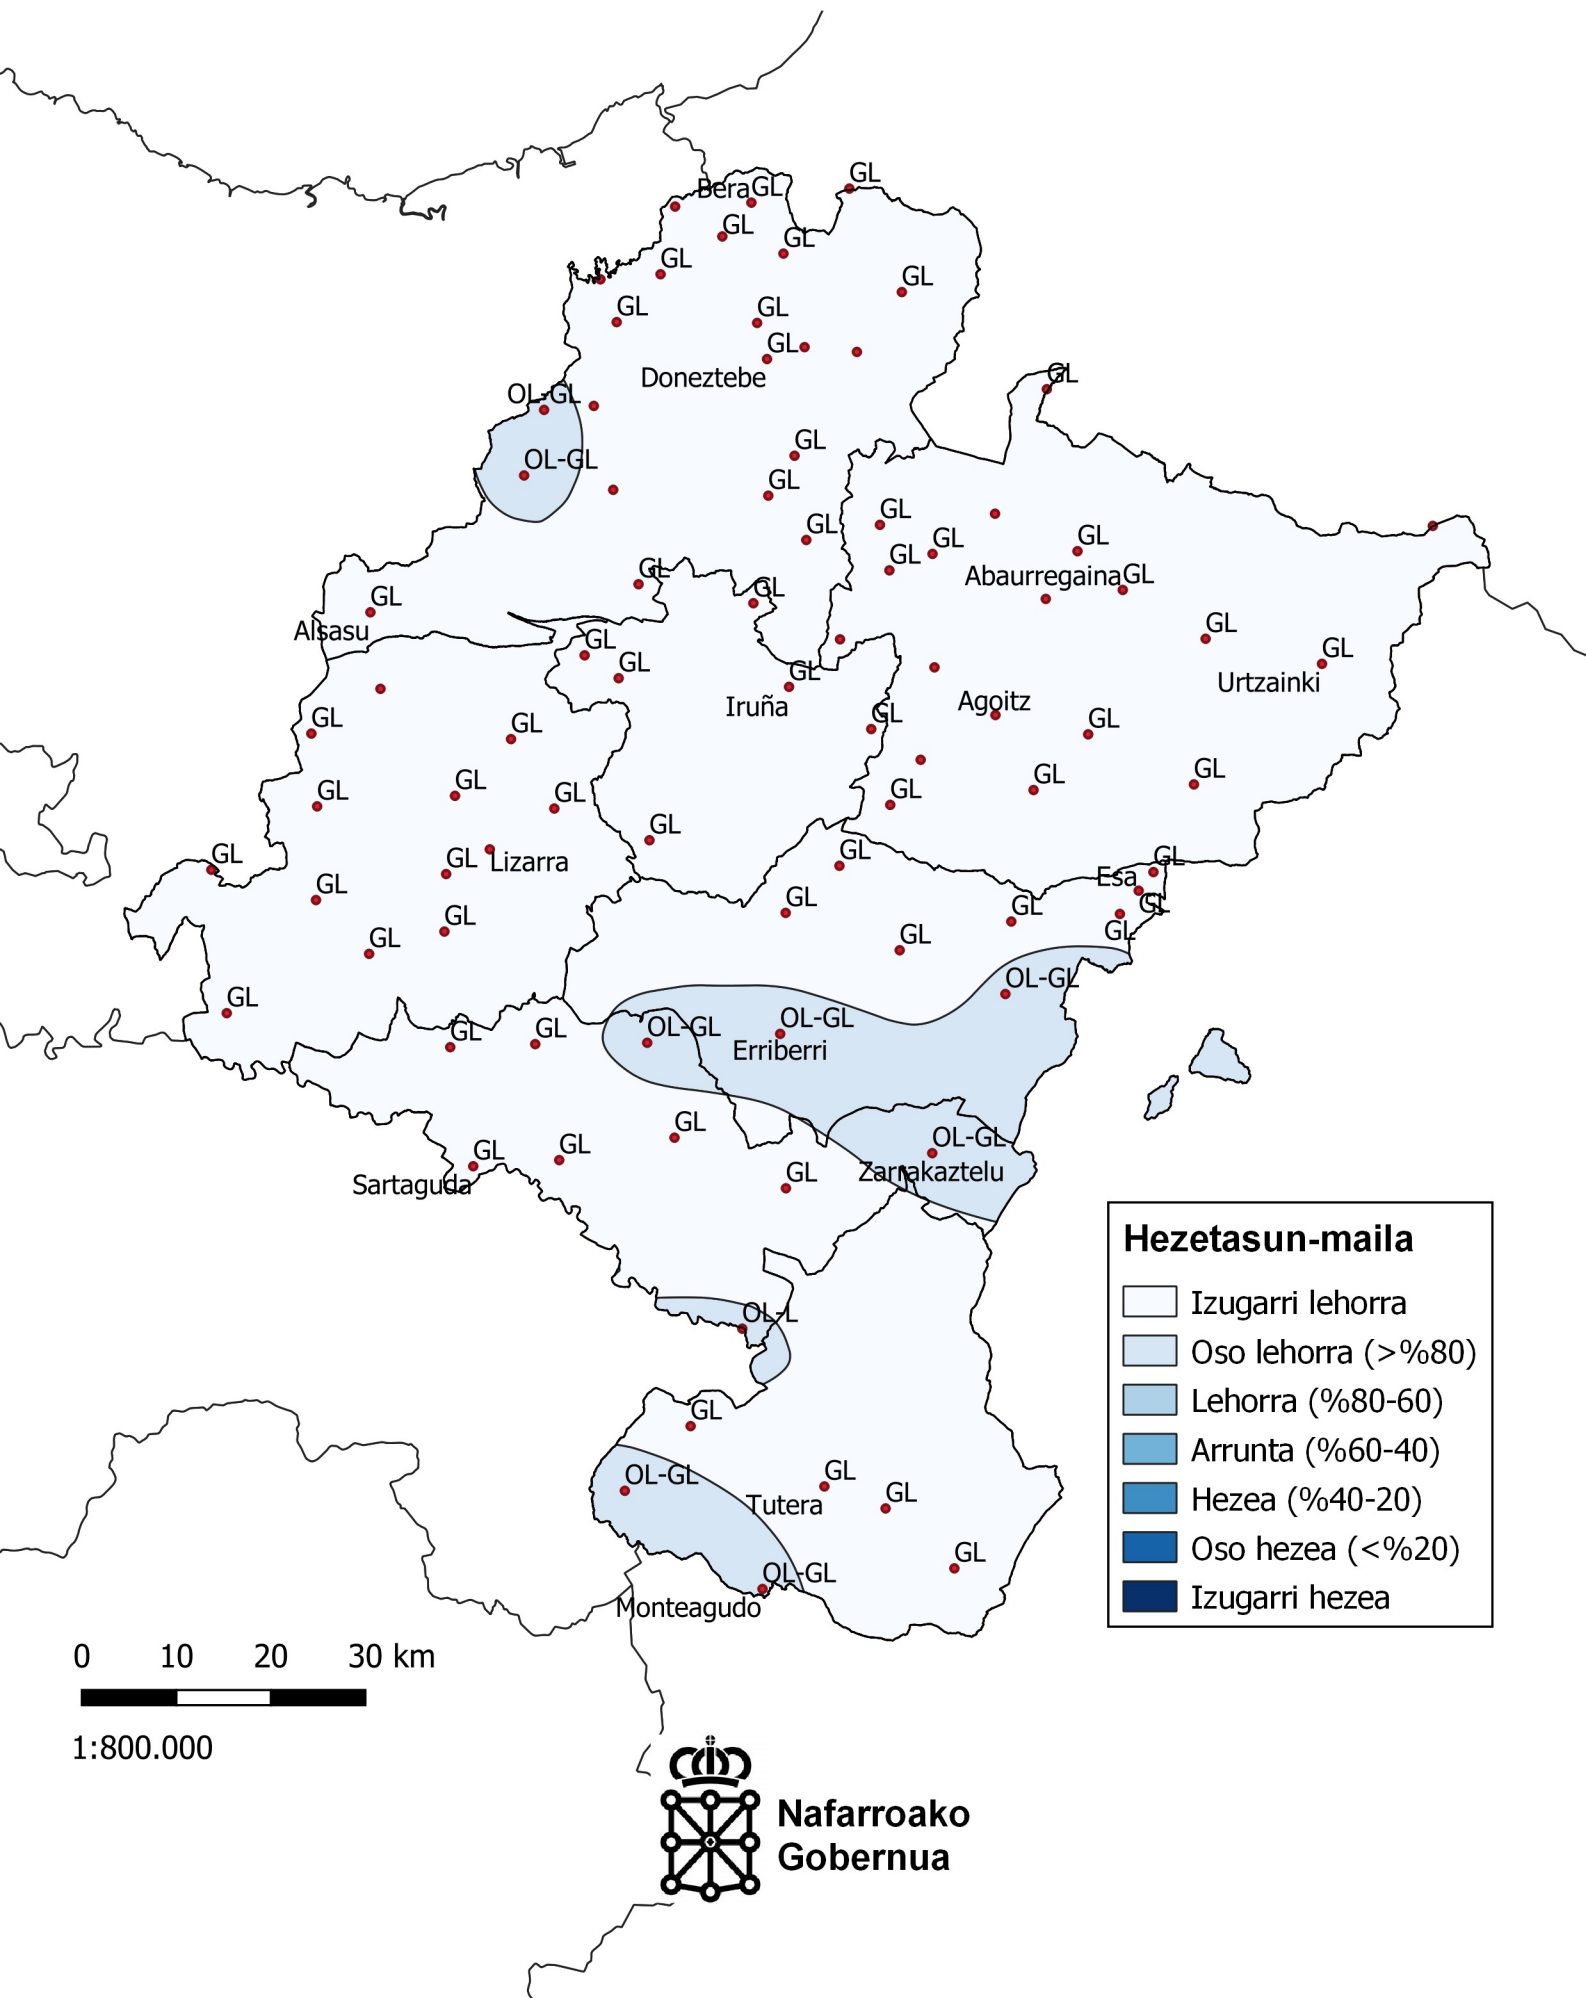 GL
BeraGL
GL
GL
GL
GL
GL
GL
GL
Doneztebe
GL
OL-GL
GL
OL-GL
GL
GL
GL
GL
GL
GL
GL
Abaurregaina
GL
GL
GL
GL
Alsasu
GL
GL
GL
GL
Urtzainki
GL
Iruña
Agoitz
GL
GL
GL
GL
GL
GL
GL
GL
GL
GL
GL
GL
GL
GL
Lizarra
GL
GL
Esa
GL
GL
GL
GL
GL
GL
GL
GL
OL-GL
GL
GL
GL
OL-GL
OL-GL
Erriberri
GL
GL
GL
OL-GL
Zarrakaztelu
GL
Sartaguda
OL-L
GL
OL-GL
GL
GL
Tutera
GL
OL-GL
Monteagudo
Hezetasun-maila
Izugarri lehorra
Oso lehorra (>%80)
Lehorra (%80-60)
Arrunta (%60-40)
Hezea (%40-20)
Oso hezea (<%20)
Izugarri hezea
0 10 20 30 km
1:800.000
Nafarroako
Gobernua